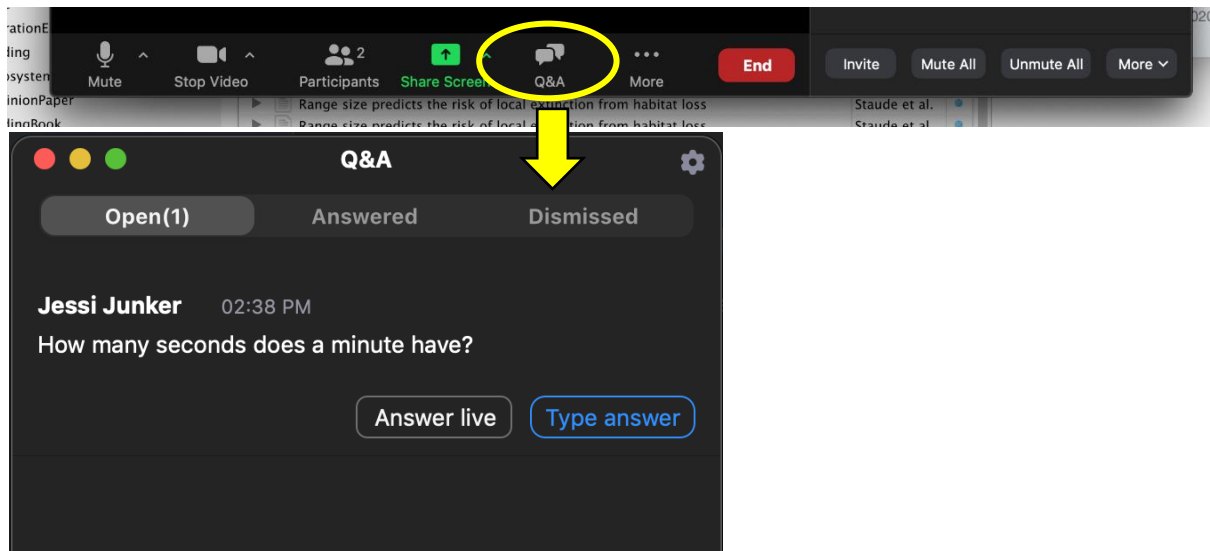 rationE
ding
osysten
Mute
Stop Video
2
Participants
Share Screen
Q&A
More
End
Invite
Mute All
Unmute All
More
inionPaper
Range size predicts the risk of local extinction from habitat loss
Staude et al.
dingBook
Range size predicts the risk of local extinction from habitat loss
Staude et al.
Q&A
Open(1)
Answered
Dismissed
Jessi Junker 02:38 PM
How many seconds does a minute have?
Answer live
Type answer